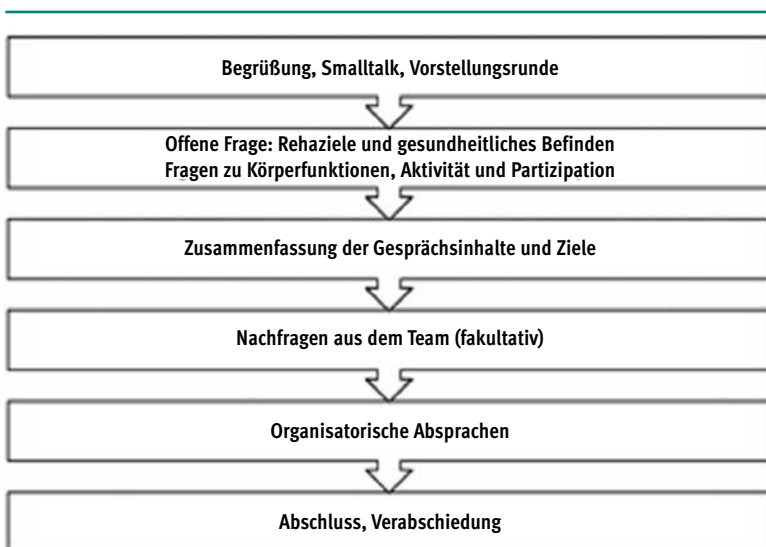 Begrüßung, Smalltalk, Vorstellungsrunde
Offene Frage: Rehaziele und gesundheitliches Befinden
Fragen zu Körperfunktionen, Aktivität und Partizipation
Zusammenfassung der Gesprächsinhalte und Ziele
Nachfragen aus dem Team (fakultativ)
Organisatorische Absprachen
Abschluss, Verabschiedung